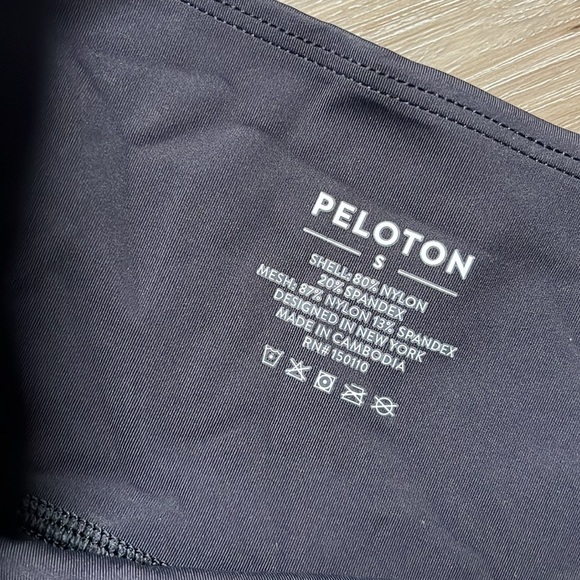 PELOTON
S
SHELL: 80% NYLON
20% SPANDEX
MESH: 87% NYLON 13% SPANDEX
DESIGNED IN NEW YORK
MADE IN CAMBODIA
RN# 150110